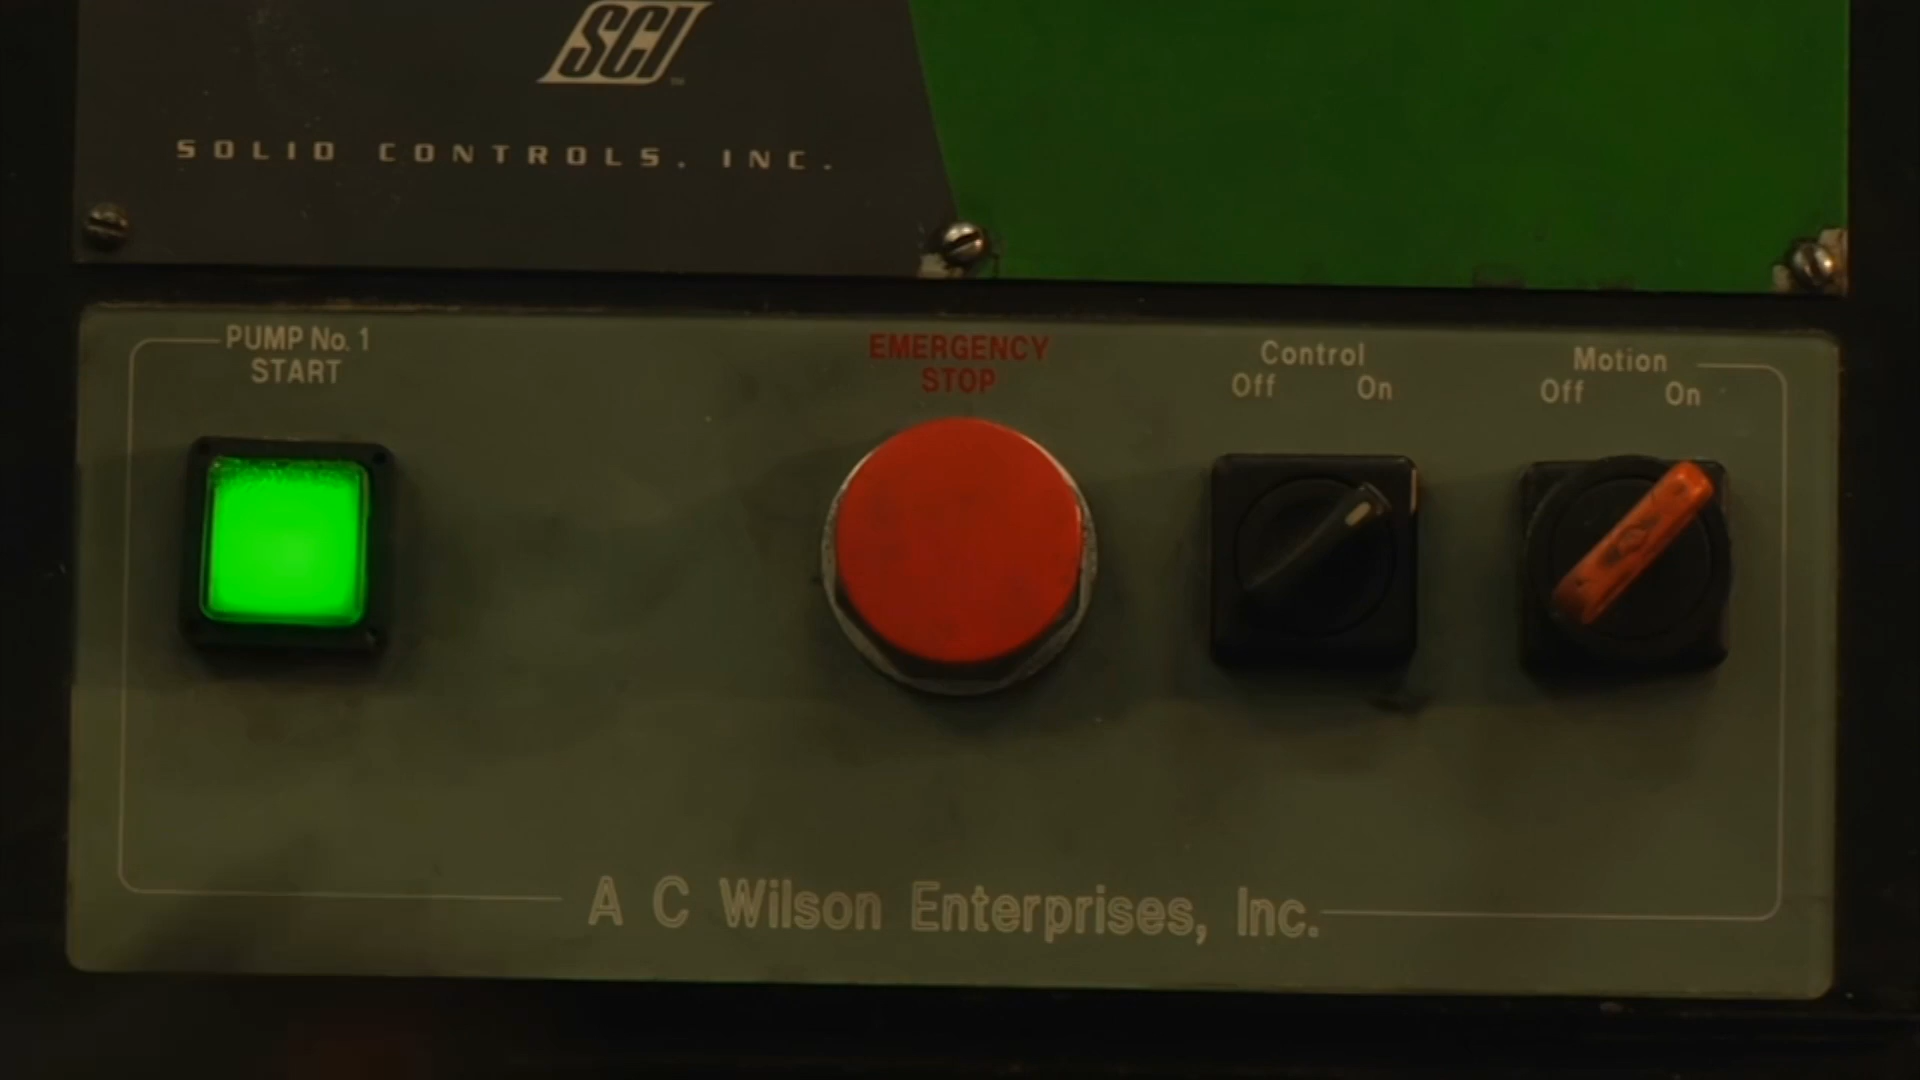 SCI
SOLID CONTROLS, INC.
PUMP No. 1
START
EMERGENCY
STOP
Control
Off On
Motion
Off On
A C Wilson Enterprises, Inc.